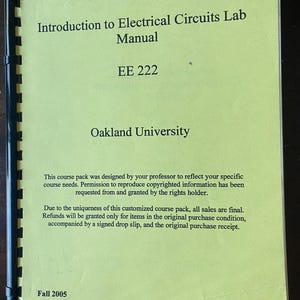 Introduction to Electrical Circuits Lab
Manual
EE 222
Oakland University
This course pack was designed by your professor to reflect your specific
course needs. Permission to reproduce copyrighted information has been
requested from and granted by the rights holder.
Due to the uniqueness of this customized course pack, all sales are final.
Refunds will be granted only for items in the original purchase condition,
accompanied by a signed drop slip, and the original purchase receipt.
Fall 2005